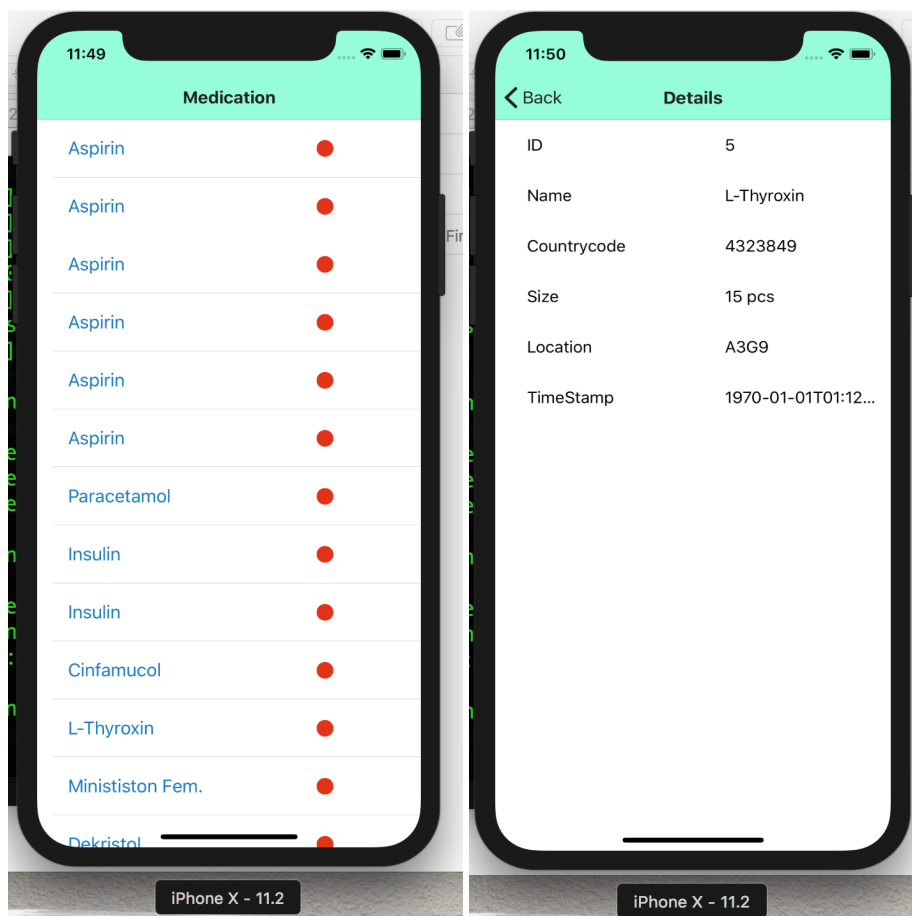 11:49
Medication
Aspirin
Aspirin
Aspirin
Aspirin
Aspirin
Aspirin
Paracetamol
Insulin
Insulin
Cinfamucol
L-Thyroxin
Minististon Fem.
Dekristol
iPhone X - 11.2
11:50
Back Details
ID 5
Name L-Thyroxin
Countrycode 4323849
Size 15 pcs
Location A3G9
TimeStamp 1970-01-01T01:12...
iPhone X - 11.2